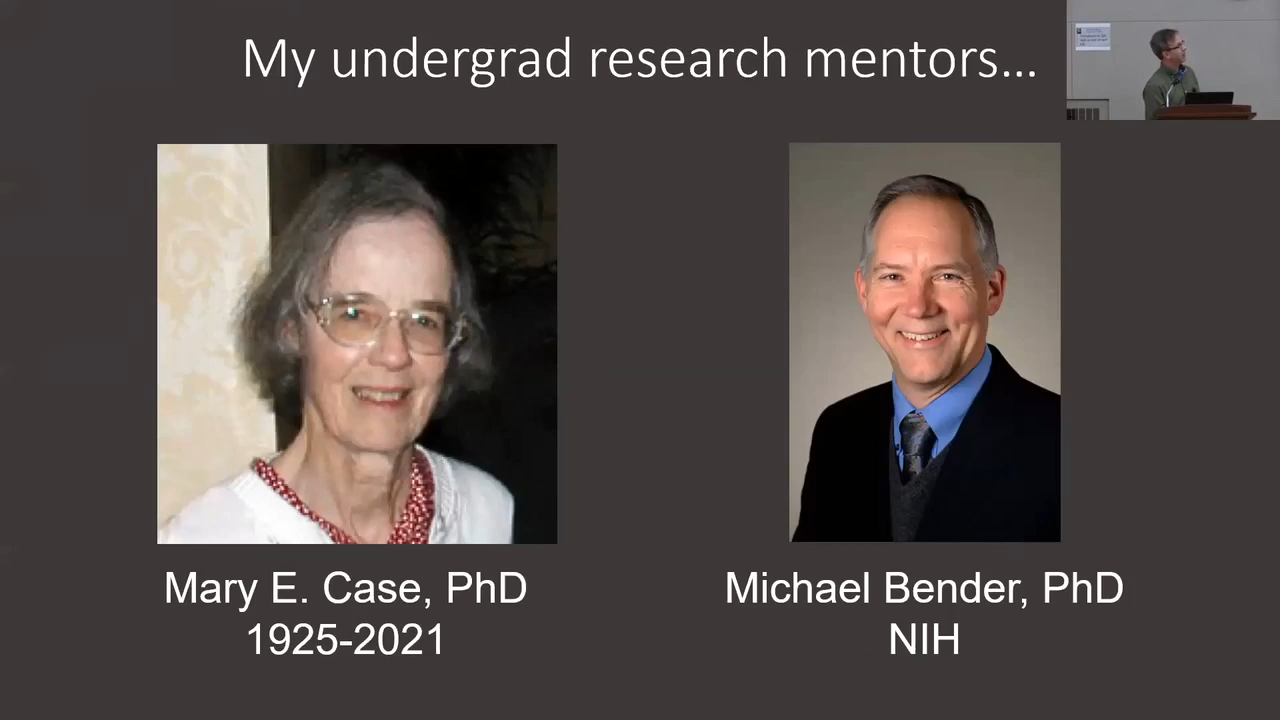 My undergrad research mentors...
Mary E. Case, PhD
1925-2021
Michael Bender, PhD
NIH